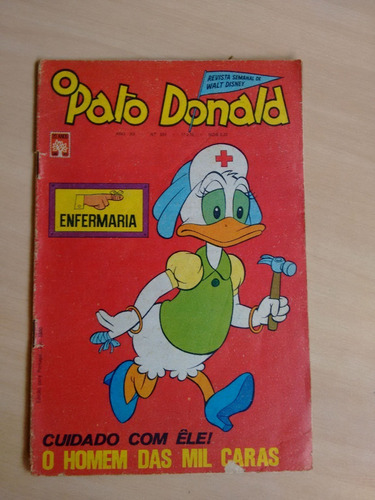 O Pato Donald
REVISTA SEMANAL DE
WALT DISNEY
ENFERMARIA
CUIDADO COM ÊLE!
O HOMEM DAS MIL CARAS